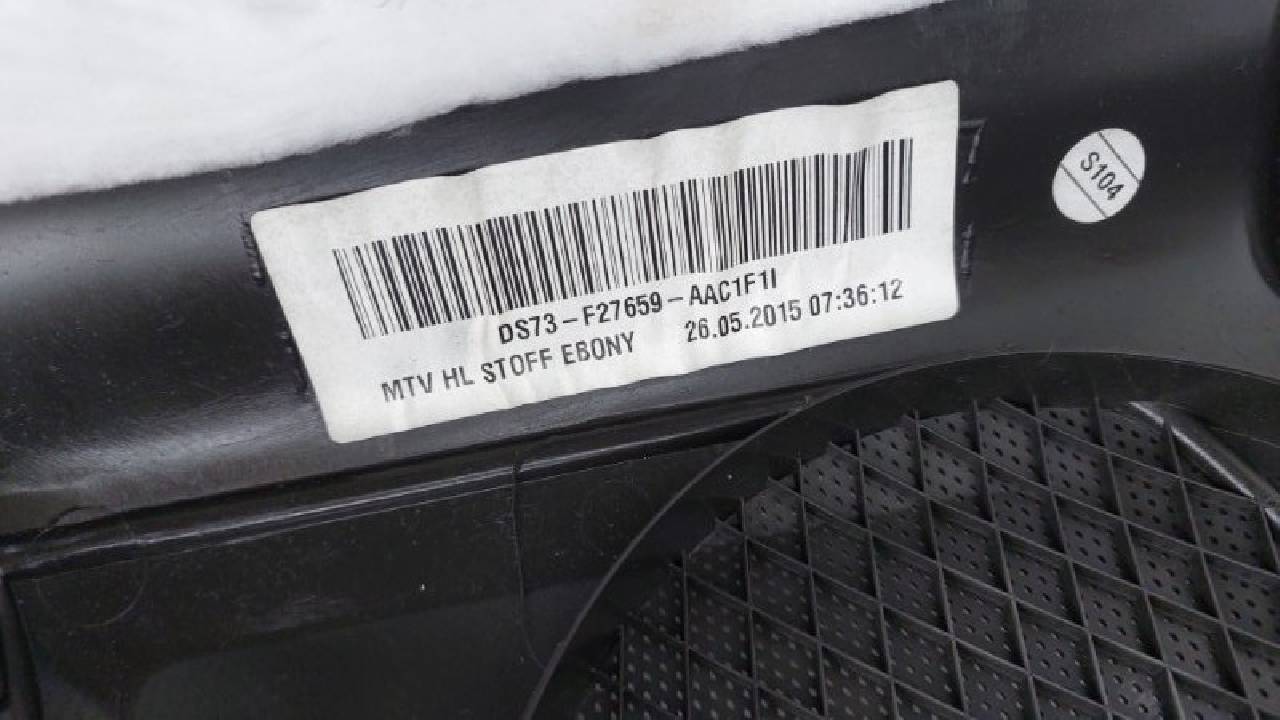 DS73-F27659-AAC1F1I
MTV HL STOFF EBONY 26.05.2015 07:36:12
S104